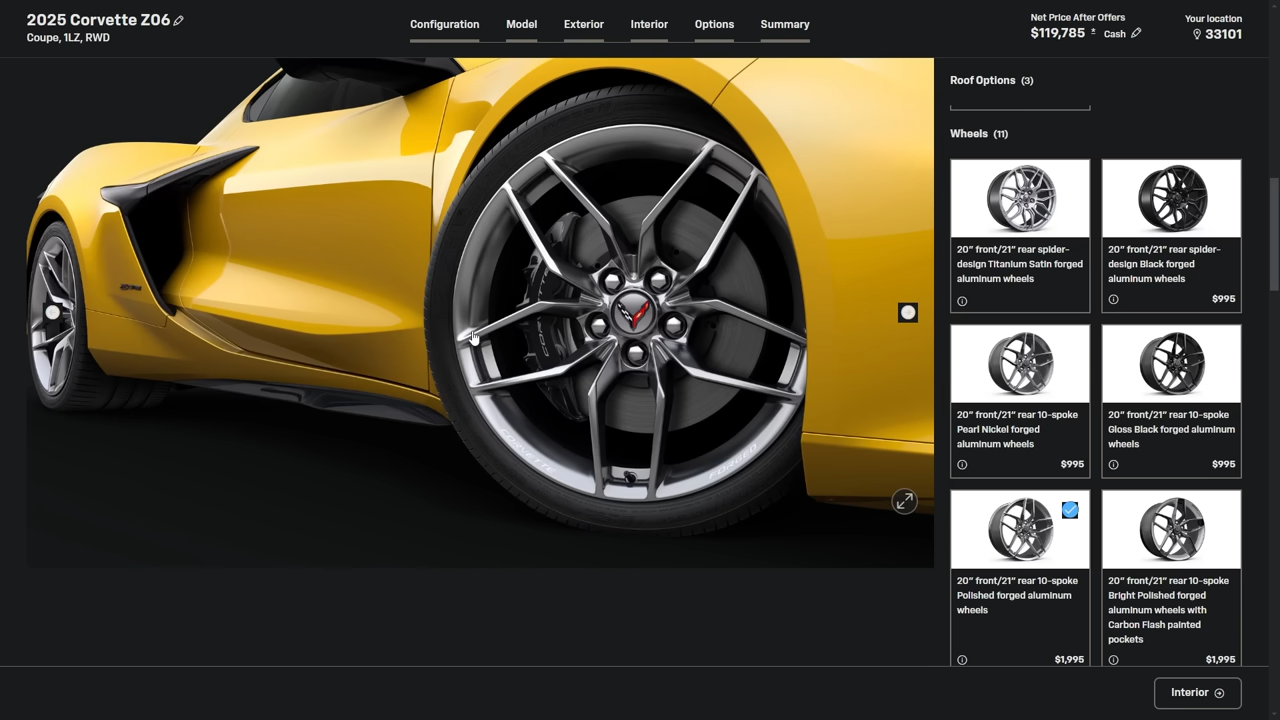 2025 Corvette Z06
Coupe, 1LZ, RWD
Configuration
Model
Exterior
Interior
Options
Summary
Net Price After Offers
$119,785 * Cash
Your location
33101
Roof Options (3)
Wheels (11)
20" front/21" rear spider-
design Titanium Satin forged
aluminum wheels
20" front/21" rear spider-
design Black forged
aluminum wheels
$995
20" front/21" rear 10-spoke
Pearl Nickel forged
aluminum wheels
$995
20" front/21" rear 10-spoke
Gloss Black forged aluminum
wheels
$995
20" front/21" rear 10-spoke
Polished forged aluminum
wheels
$1,995
20" front/21" rear 10-spoke
Bright Polished forged
aluminum wheels with
Carbon Flash painted
pockets
$1,995
CORVETTE
FORGED
Interior